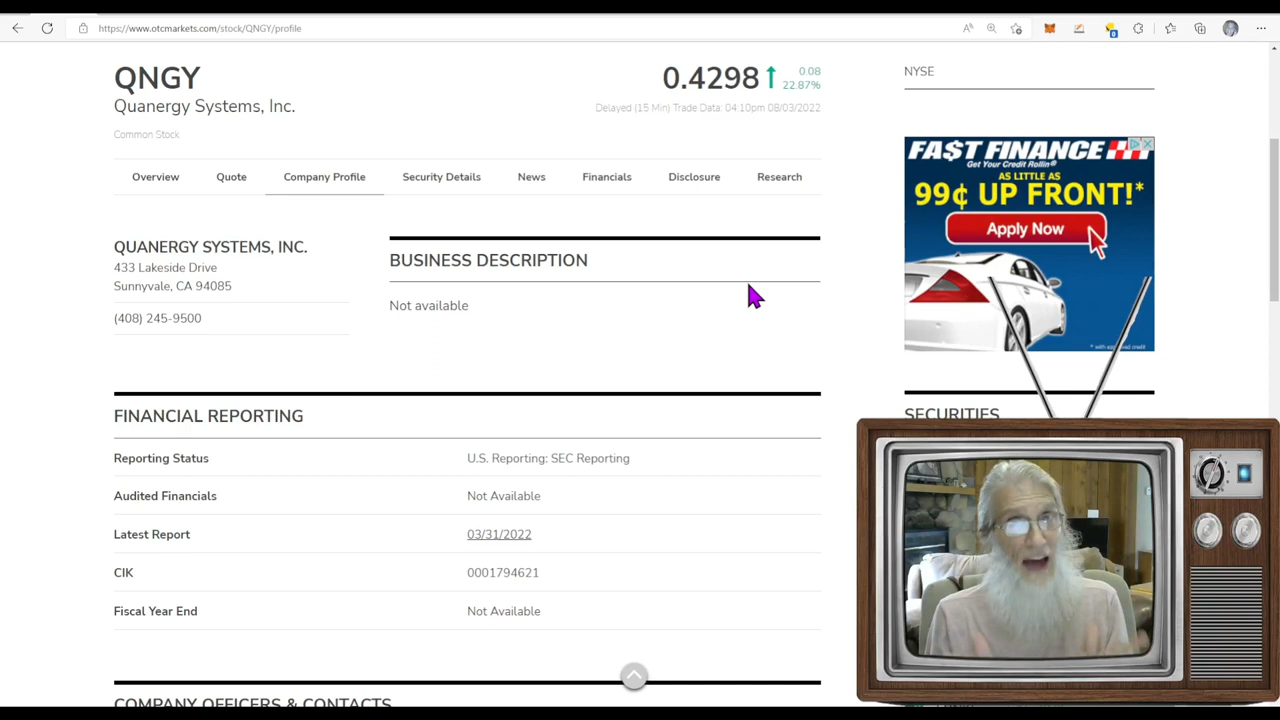 https://www.otcmarkets.com/stock/QNGY/profile
QNGY
Quanergy Systems, Inc.
Common Stock
0.4298
0.08
22.87%
Delayed (15 Min) Trade Data: 04:10pm 08/03/2022
NYSE
Overview Quote Company Profile Security Details News Financials Disclosure Research
FA$T FINANCE
Get Your Credit Rollin®
AS LITTLE AS
99¢ UP FRONT!*
Apply Now
* with approved credit
QUANERGY SYSTEMS, INC.
433 Lakeside Drive
Sunnyvale, CA 94085
(408) 245-9500
BUSINESS DESCRIPTION
Not available
FINANCIAL REPORTING
Reporting Status U.S. Reporting: SEC Reporting
Audited Financials Not Available
Latest Report 03/31/2022
CIK 0001794621
Fiscal Year End Not Available
SECURITIES
COMPANY OFFICERS & CONTACTS